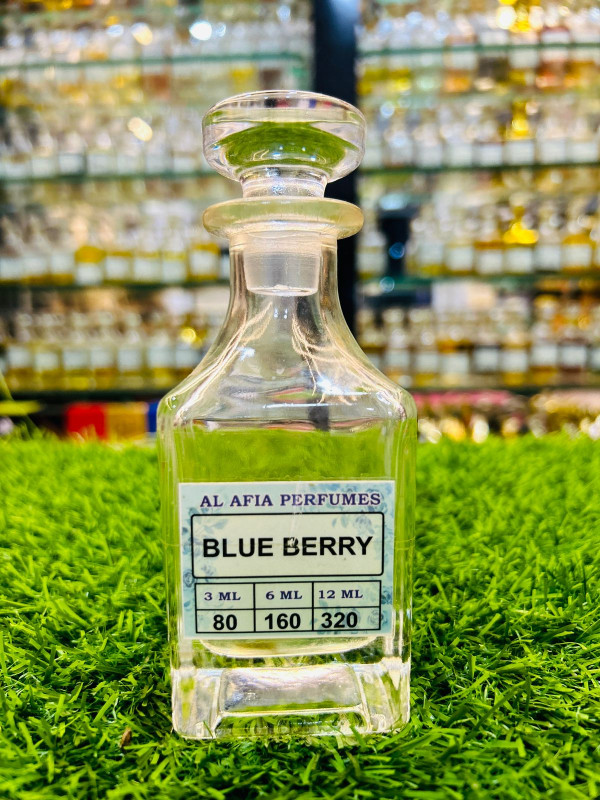 AL AFIA PERFUMES
BLUE BERRY
3 ML 6 ML 12 ML
80 160 320